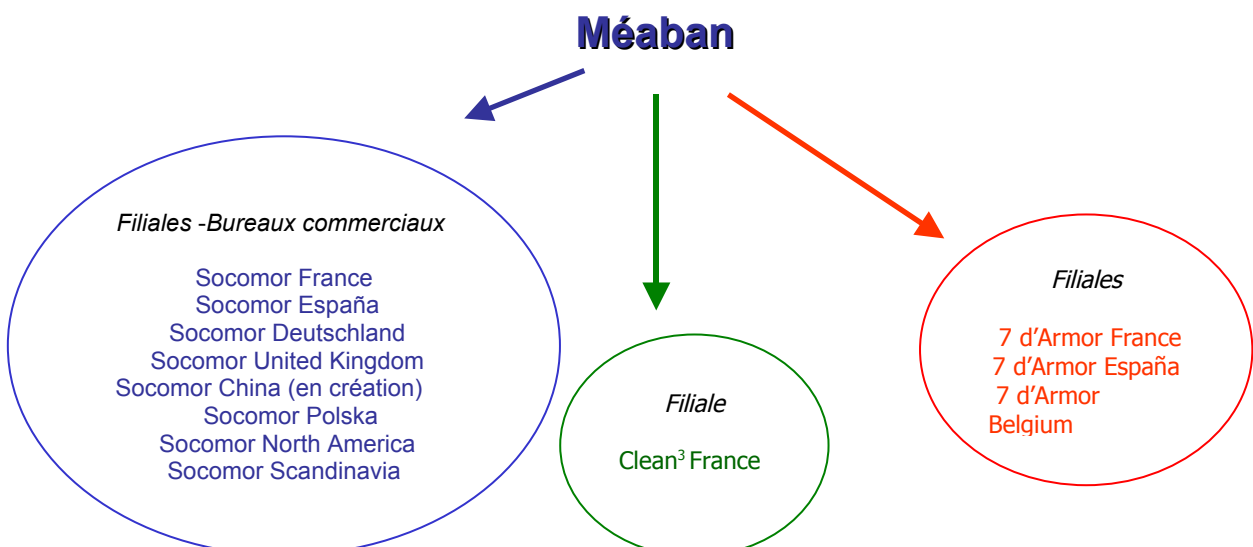 Méaban
Filiales -Bureaux commerciaux
Socomor France
Socomor España
Socomor Deutschland
Socomor United Kingdom
Socomor China (en création)
Socomor Polska
Socomor North America
Socomor Scandinavia
Filiale
Clean³ France
Filiales
7 d’Armor France
7 d’Armor España
7 d’Armor
Belgium